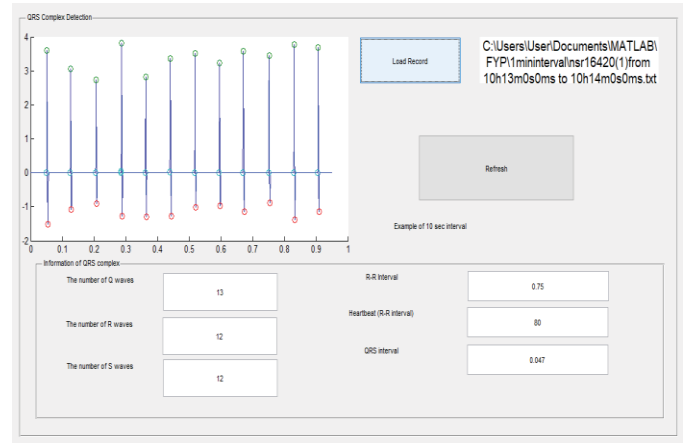 QRS Complex Detection
4
3
2
1
0
-1
-2
0 0.1 0.2 0.3 0.4 0.5 0.6 0.7 0.8 0.9 1
Load Record
C:\Users\User\Documents\MATLAB\
FYP\1mininterval\nsr16420(1)from
10h13m0s0ms to 10h14m0s0ms.txt
Refresh
Example of 10 sec interval
Information of QRS complex
The number of Q waves
13
The number of R waves
12
The number of S waves
12
R-R Interval
0.75
Heartbeat (R-R interval)
80
QRS interval
0.047